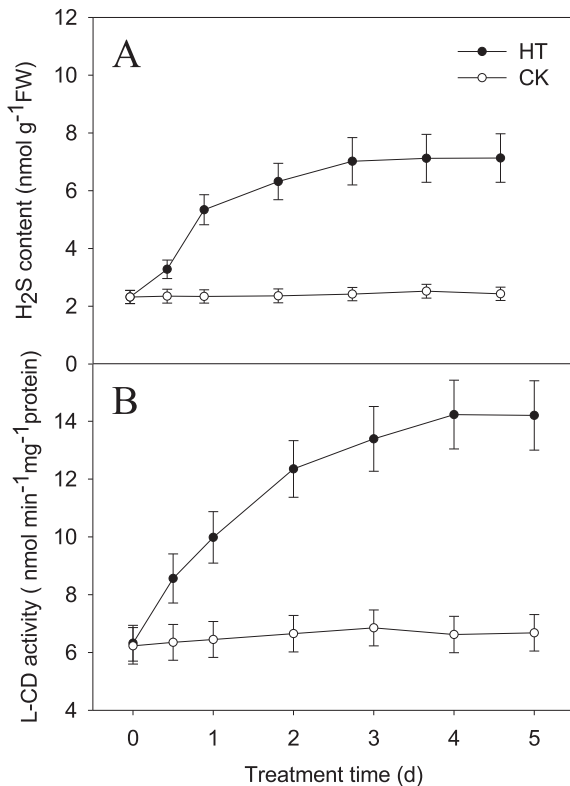 A
HT
CK
12
10
8
6
4
2
0
H2S content (nmol g-1FW)
B
14
12
10
8
6
4
L-CD activity ( nmol min-1mg-1protein)
0 1 2 3 4 5
Treatment time (d)